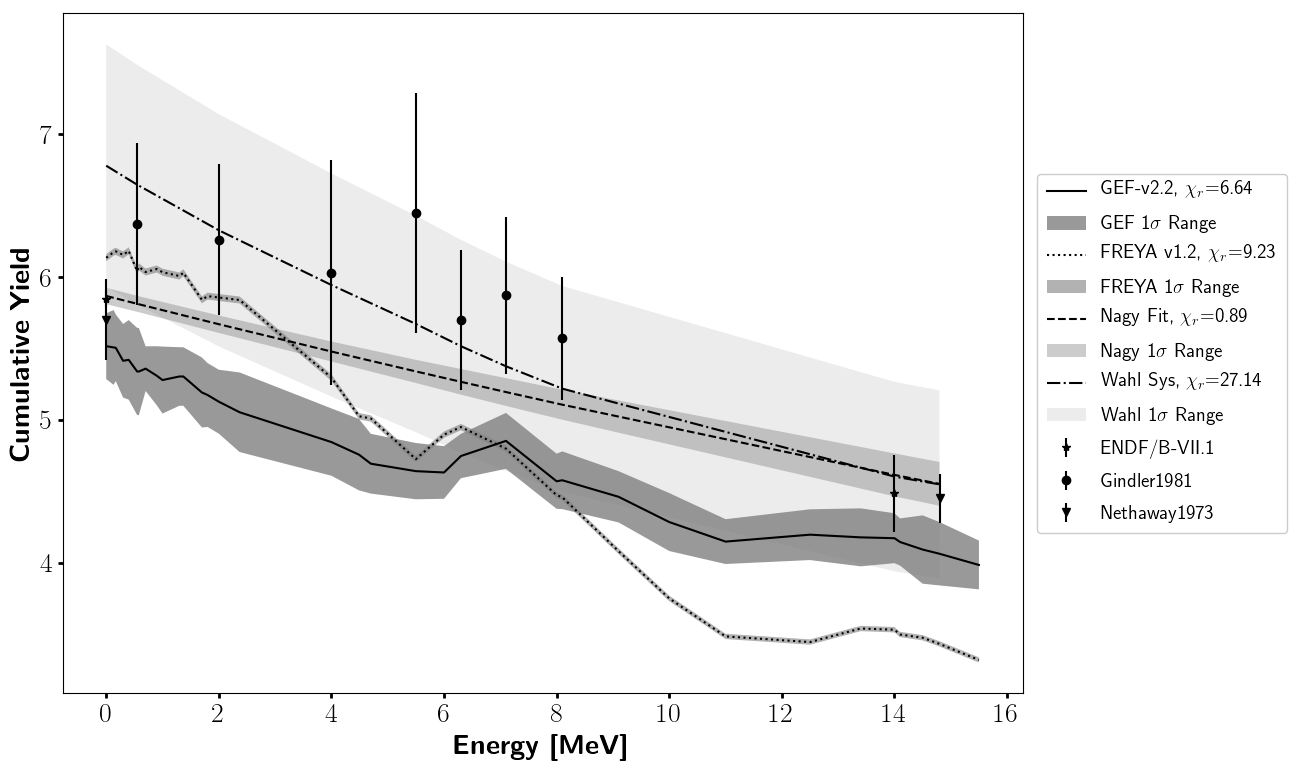 Cumulative Yield
7
6
5
4
0 2 4 6 8 10 12 14 16
Energy [MeV]
GEF-v2.2, χr=6.64
GEF 1σ Range
FREYA v1.2, χr=9.23
FREYA 1σ Range
Nagy Fit, χr=0.89
Nagy 1σ Range
Wahl Sys, χr=27.14
Wahl 1σ Range
ENDF/B-VII.1
Gindler1981
Nethaway1973